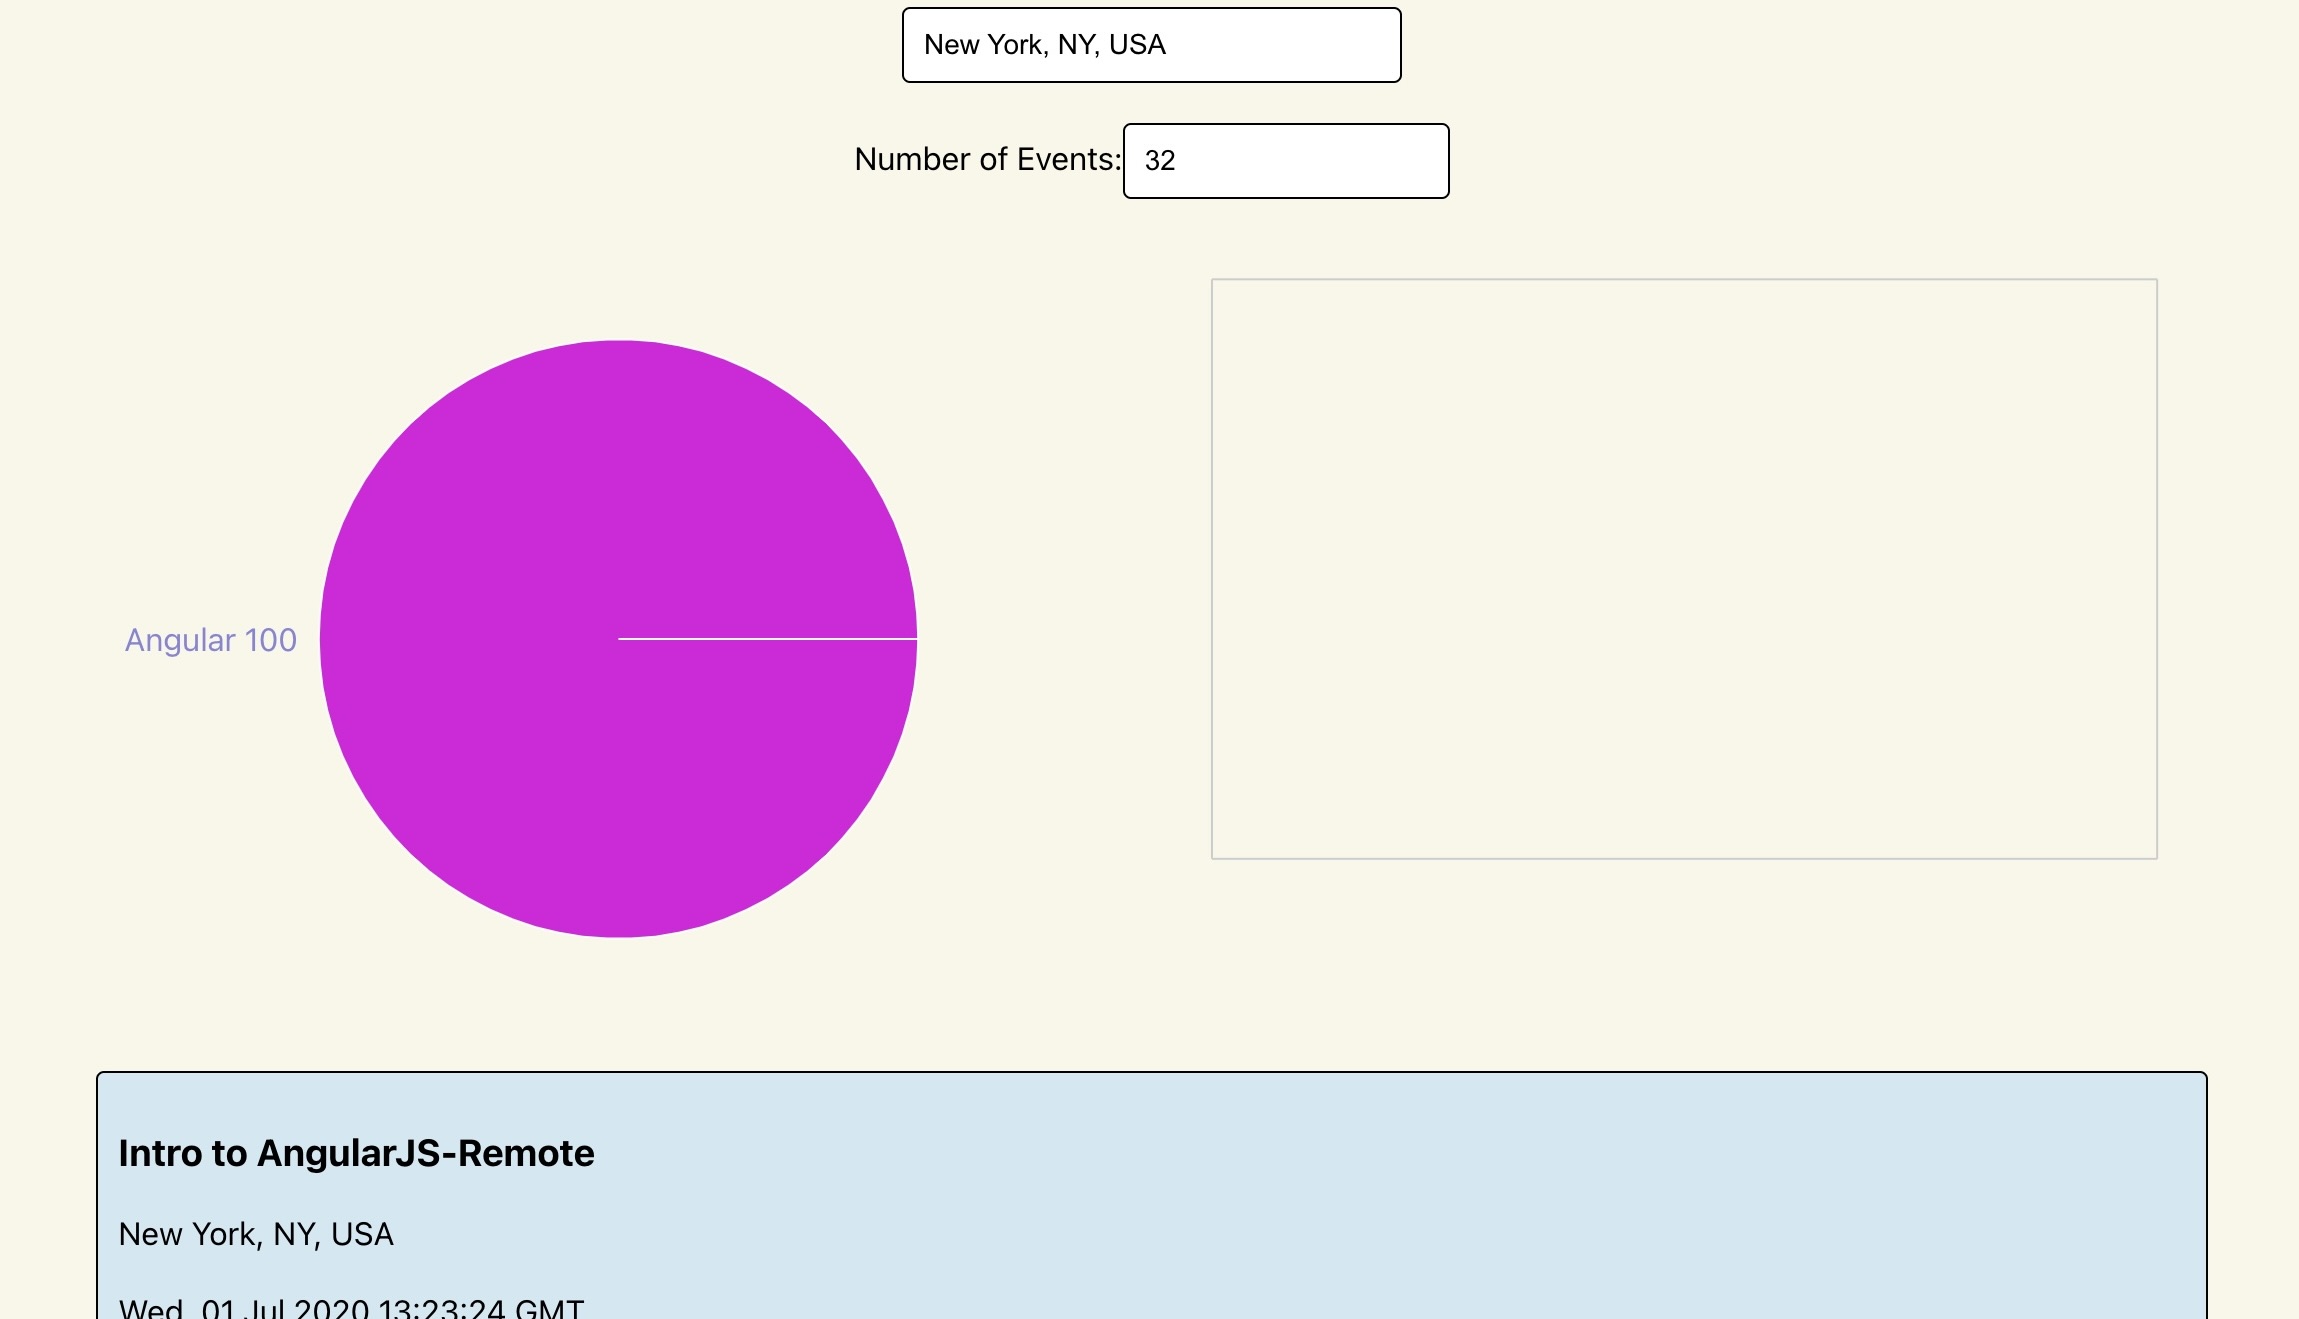 New York, NY, USA
Number of Events: 32
Angular 100
Intro to AngularJS-Remote
New York, NY, USA
Wed, 01 Jul 2020 13:23:24 GMT